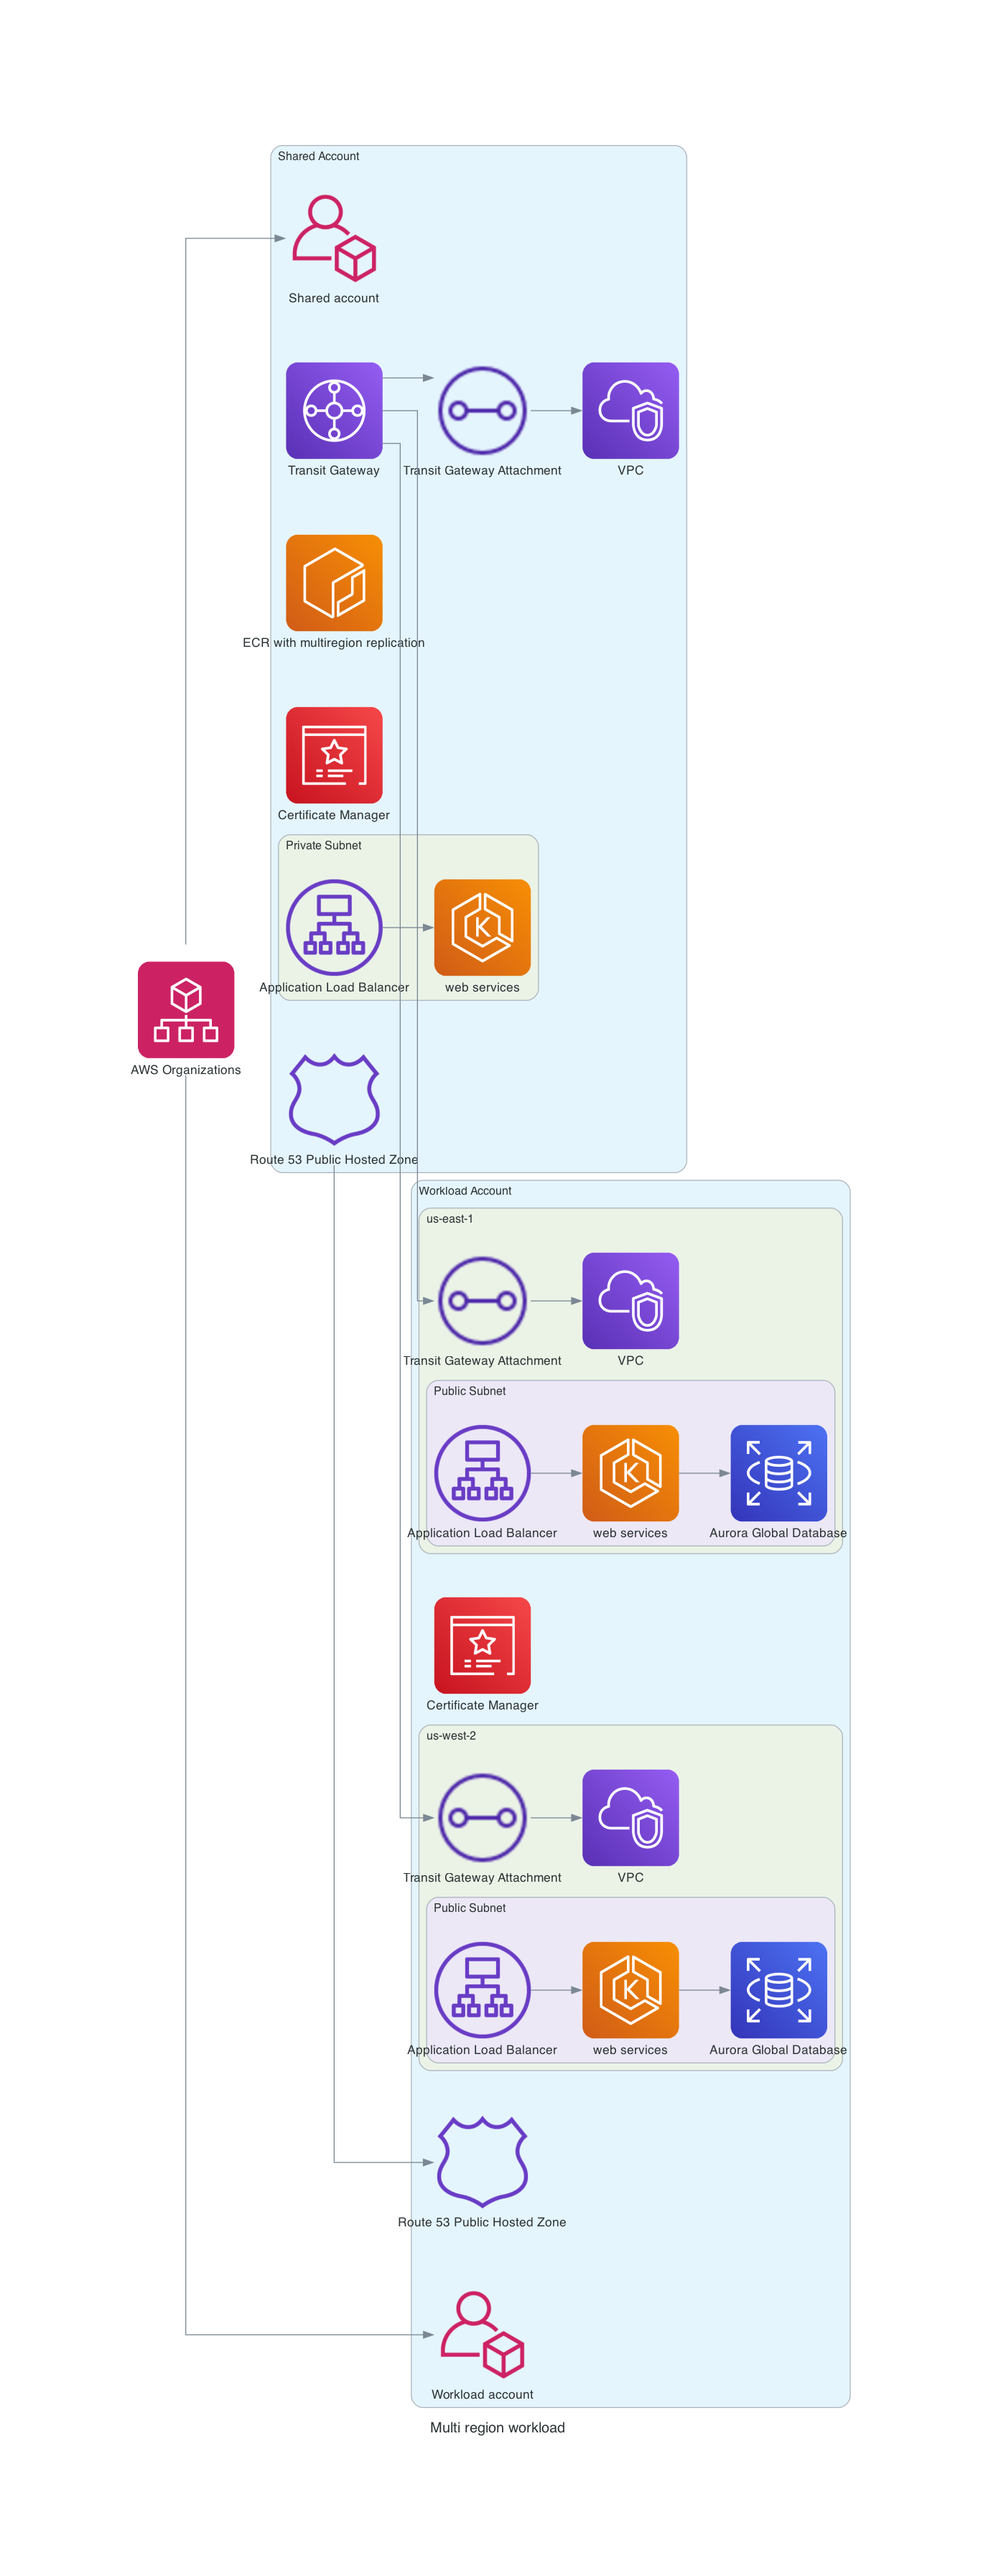 Shared Account
Shared account
Transit Gateway
Transit Gateway Attachment
VPC
ECR with multiregion replication
Certificate Manager
Private Subnet
Application Load Balancer
web services
AWS Organizations
Route 53 Public Hosted Zone
Workload Account
us-east-1
Transit Gateway Attachment
VPC
Public Subnet
Application Load Balancer
web services
Aurora Global Database
Certificate Manager
us-west-2
Transit Gateway Attachment
VPC
Public Subnet
Application Load Balancer
web services
Aurora Global Database
Route 53 Public Hosted Zone
Workload account
Multi region workload